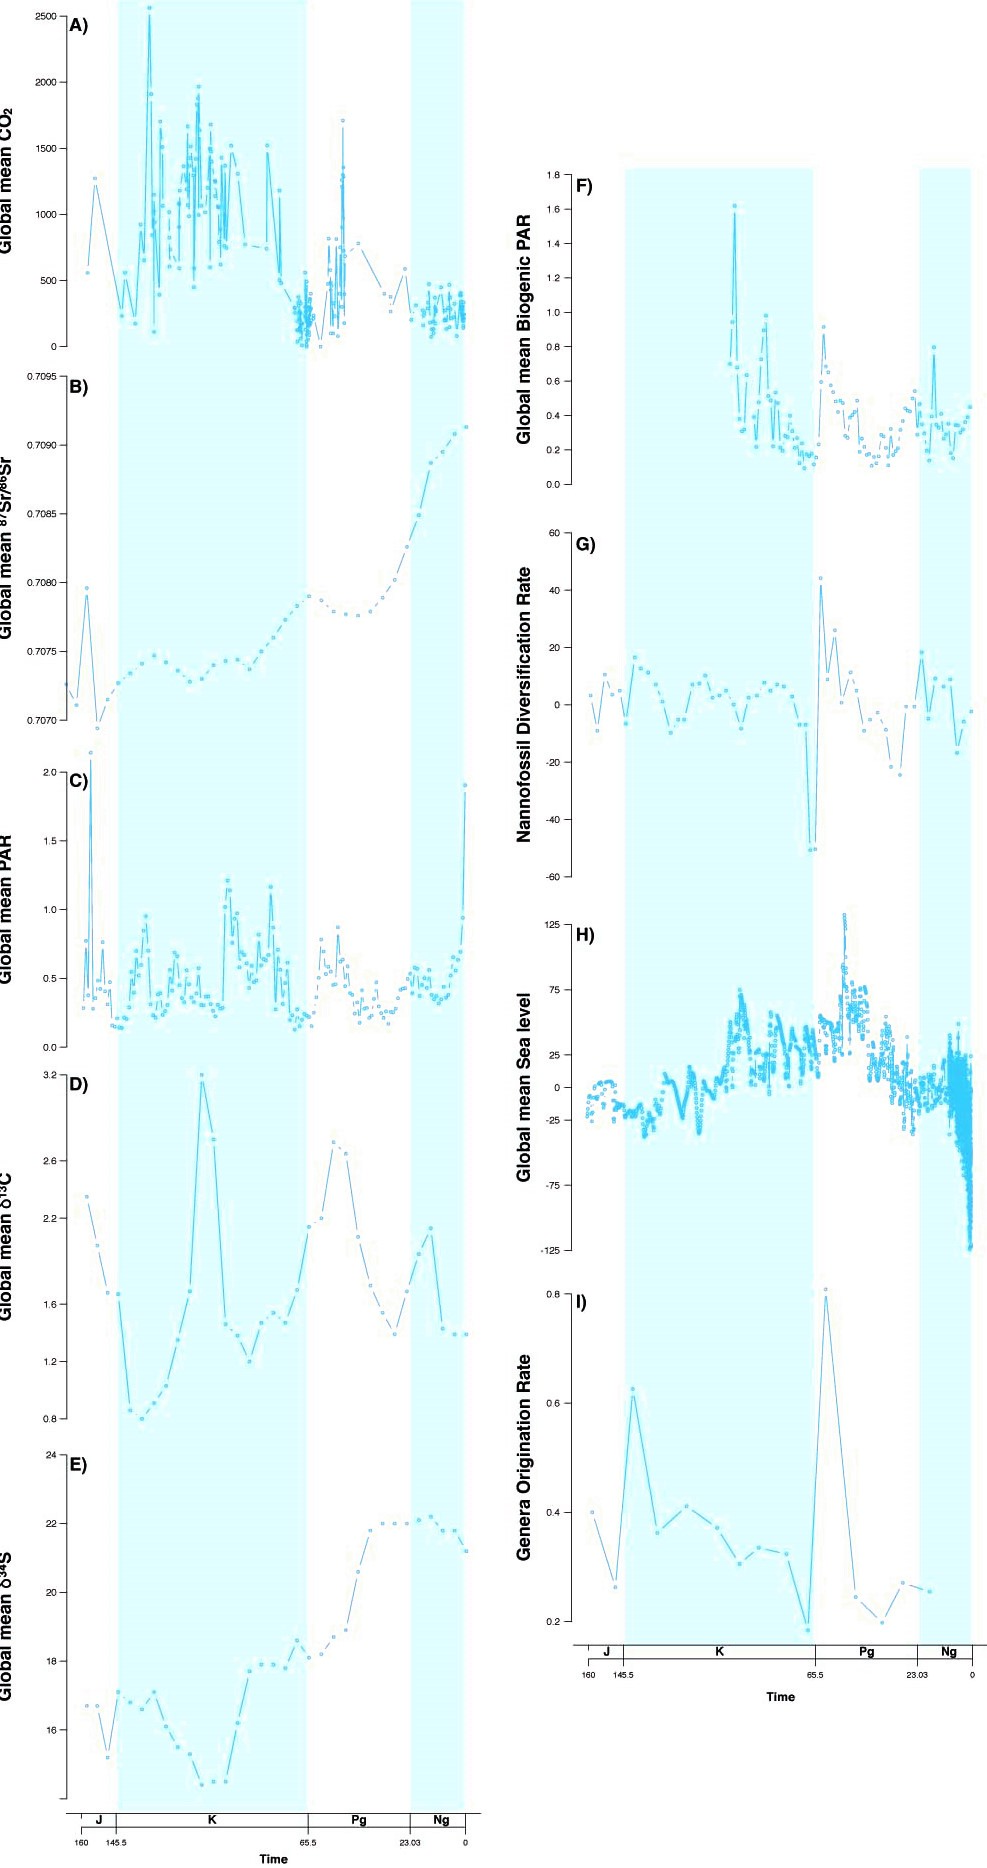 A)
Global mean CO2
2500
2000
1500
1000
500
0
B)
Global mean 87Sr/86Sr
0.7095
0.7090
0.7085
0.7080
0.7075
0.7070
C)
Global mean PAR
2.0
1.5
1.0
0.5
0.0
D)
Global mean δ13C
3.2
2.6
2.2
1.6
1.2
0.8
E)
Global mean δ34S
24
22
20
18
16
J K Pg Ng
160 145.5 65.5 23.03 0
Time
F)
Global mean Biogenic PAR
1.8
1.6
1.4
1.2
1.0
0.8
0.6
0.4
0.2
0.0
G)
Nannofossil Diversification Rate
60
40
20
0
-20
-40
-60
H)
Global mean Sea level
125
75
25
0
-25
-75
-125
I)
Genera Origination Rate
0.8
0.6
0.4
0.2
J K Pg Ng
160 145.5 65.5 23.03 0
Time